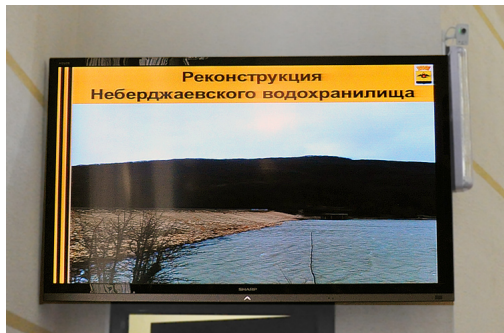 Реконструкция
Неберджаевского водохранилища
SHARP